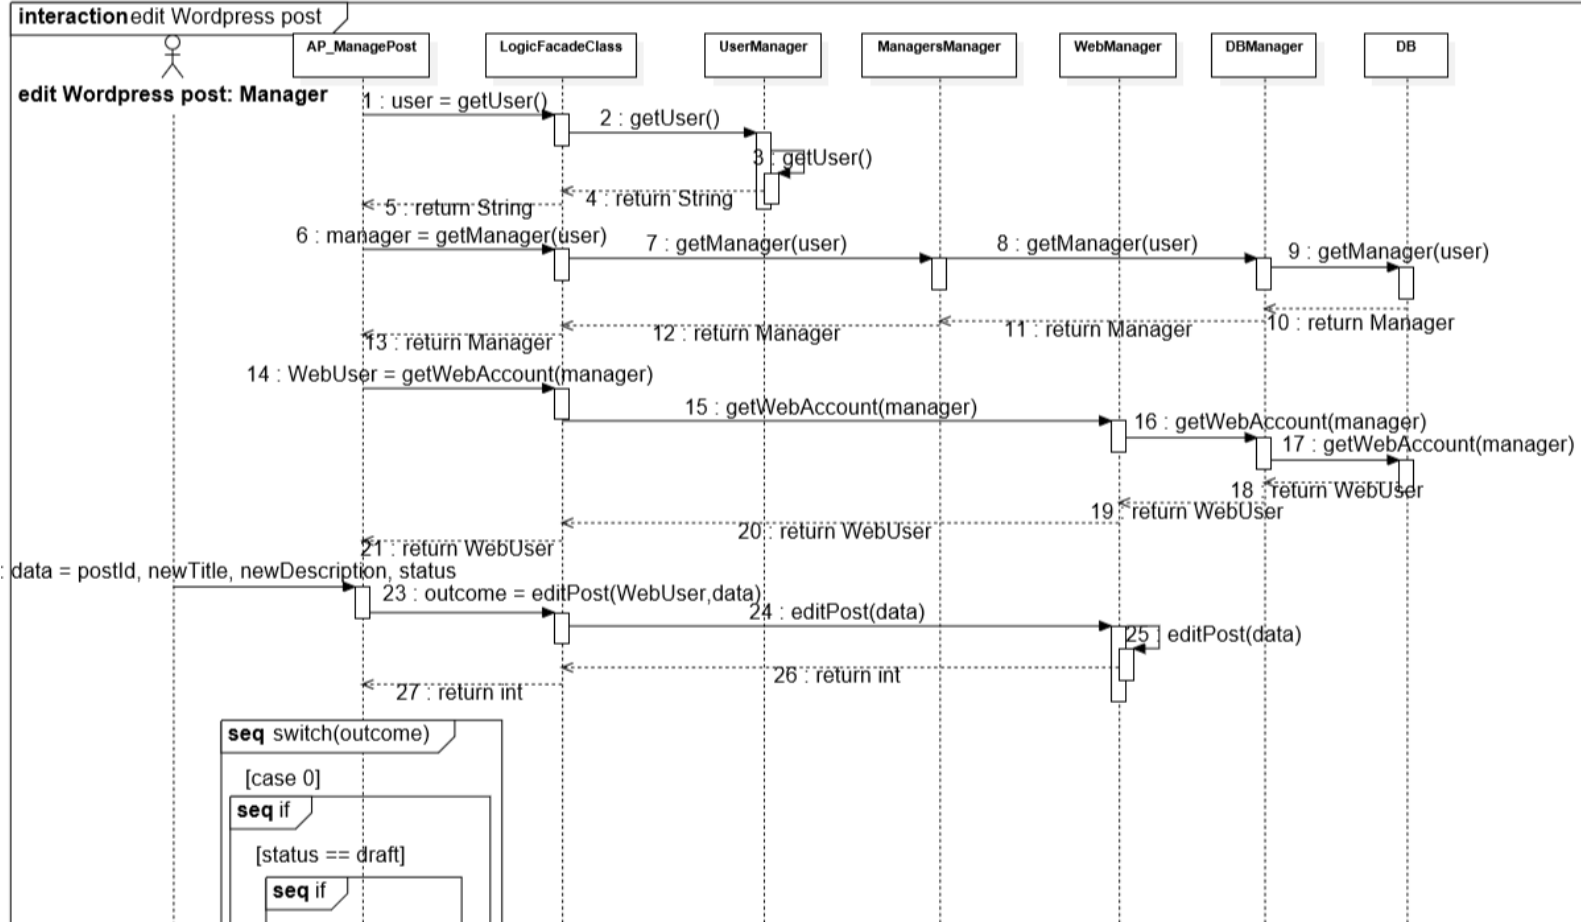 interaction edit Wordpress post
AP_ManagePost
LogicFacadeClass
UserManager
ManagersManager
WebManager
DBManager
DB
edit Wordpress post: Manager
1 : user = getUser()
2 : getUser()
3 : getUser()
4 : return String
5 : return String
6 : manager = getManager(user)
7 : getManager(user)
8 : getManager(user)
9 : getManager(user)
10 : return Manager
11 : return Manager
12 : return Manager
13 : return Manager
14 : WebUser = getWebAccount(manager)
15 : getWebAccount(manager)
16 : getWebAccount(manager)
17 : getWebAccount(manager)
18 : return WebUser
19 : return WebUser
20 : return WebUser
21 : return WebUser
: data = postId, newTitle, newDescription, status
23 : outcome = editPost(WebUser,data)
24 : editPost(data)
25 : editPost(data)
26 : return int
27 : return int
seq switch(outcome)
[case 0]
seq if
[status == draft]
seq if